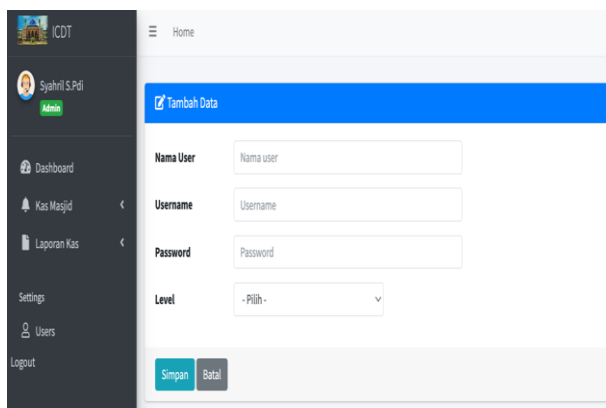 ICDT
Home
Syahril S.Pdi
Admin
Dashboard
Kas Masjid
Laporan Kas
Settings
Users
Logout
Tambah Data
Nama User
Nama user
Username
Username
Password
Password
Level
- Pilih -
Simpan
Batal